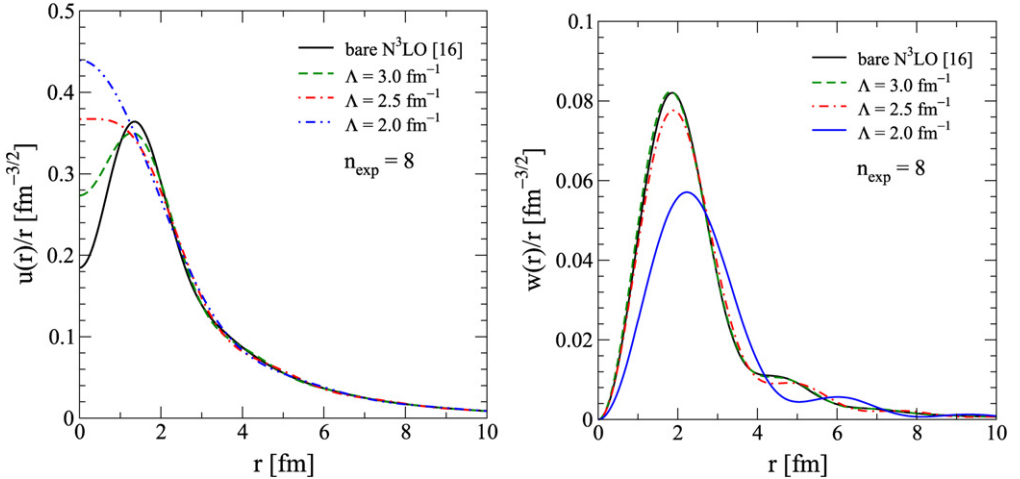 0.5
0.4
0.3
0.2
0.1
0
u(r)/r [fm⁻³/²]
bare N³LO [16]
Λ = 3.0 fm⁻¹
Λ = 2.5 fm⁻¹
Λ = 2.0 fm⁻¹
n_exp = 8
0 2 4 6 8 10
r [fm]
0.1
0.08
0.06
0.04
0.02
0
w(r)/r [fm⁻³/²]
bare N³LO [16]
Λ = 3.0 fm⁻¹
Λ = 2.5 fm⁻¹
Λ = 2.0 fm⁻¹
n_exp = 8
0 2 4 6 8 10
r [fm]